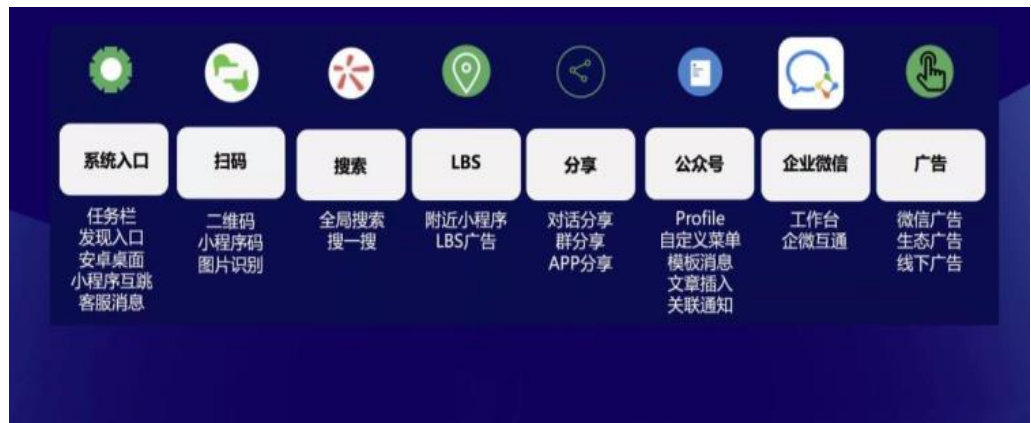 系统入口
任务栏
发现入口
安卓桌面
小程序互跳
客服消息
扫码
二维码
小程序码
图片识别
搜索
全局搜索
搜一搜
LBS
附近小程序
LBS广告
分享
对话分享
群分享
APP分享
公众号
Profile
自定义菜单
模板消息
文章插入
关联通知
企业微信
工作台
企微互通
广告
微信广告
生态广告
线下广告